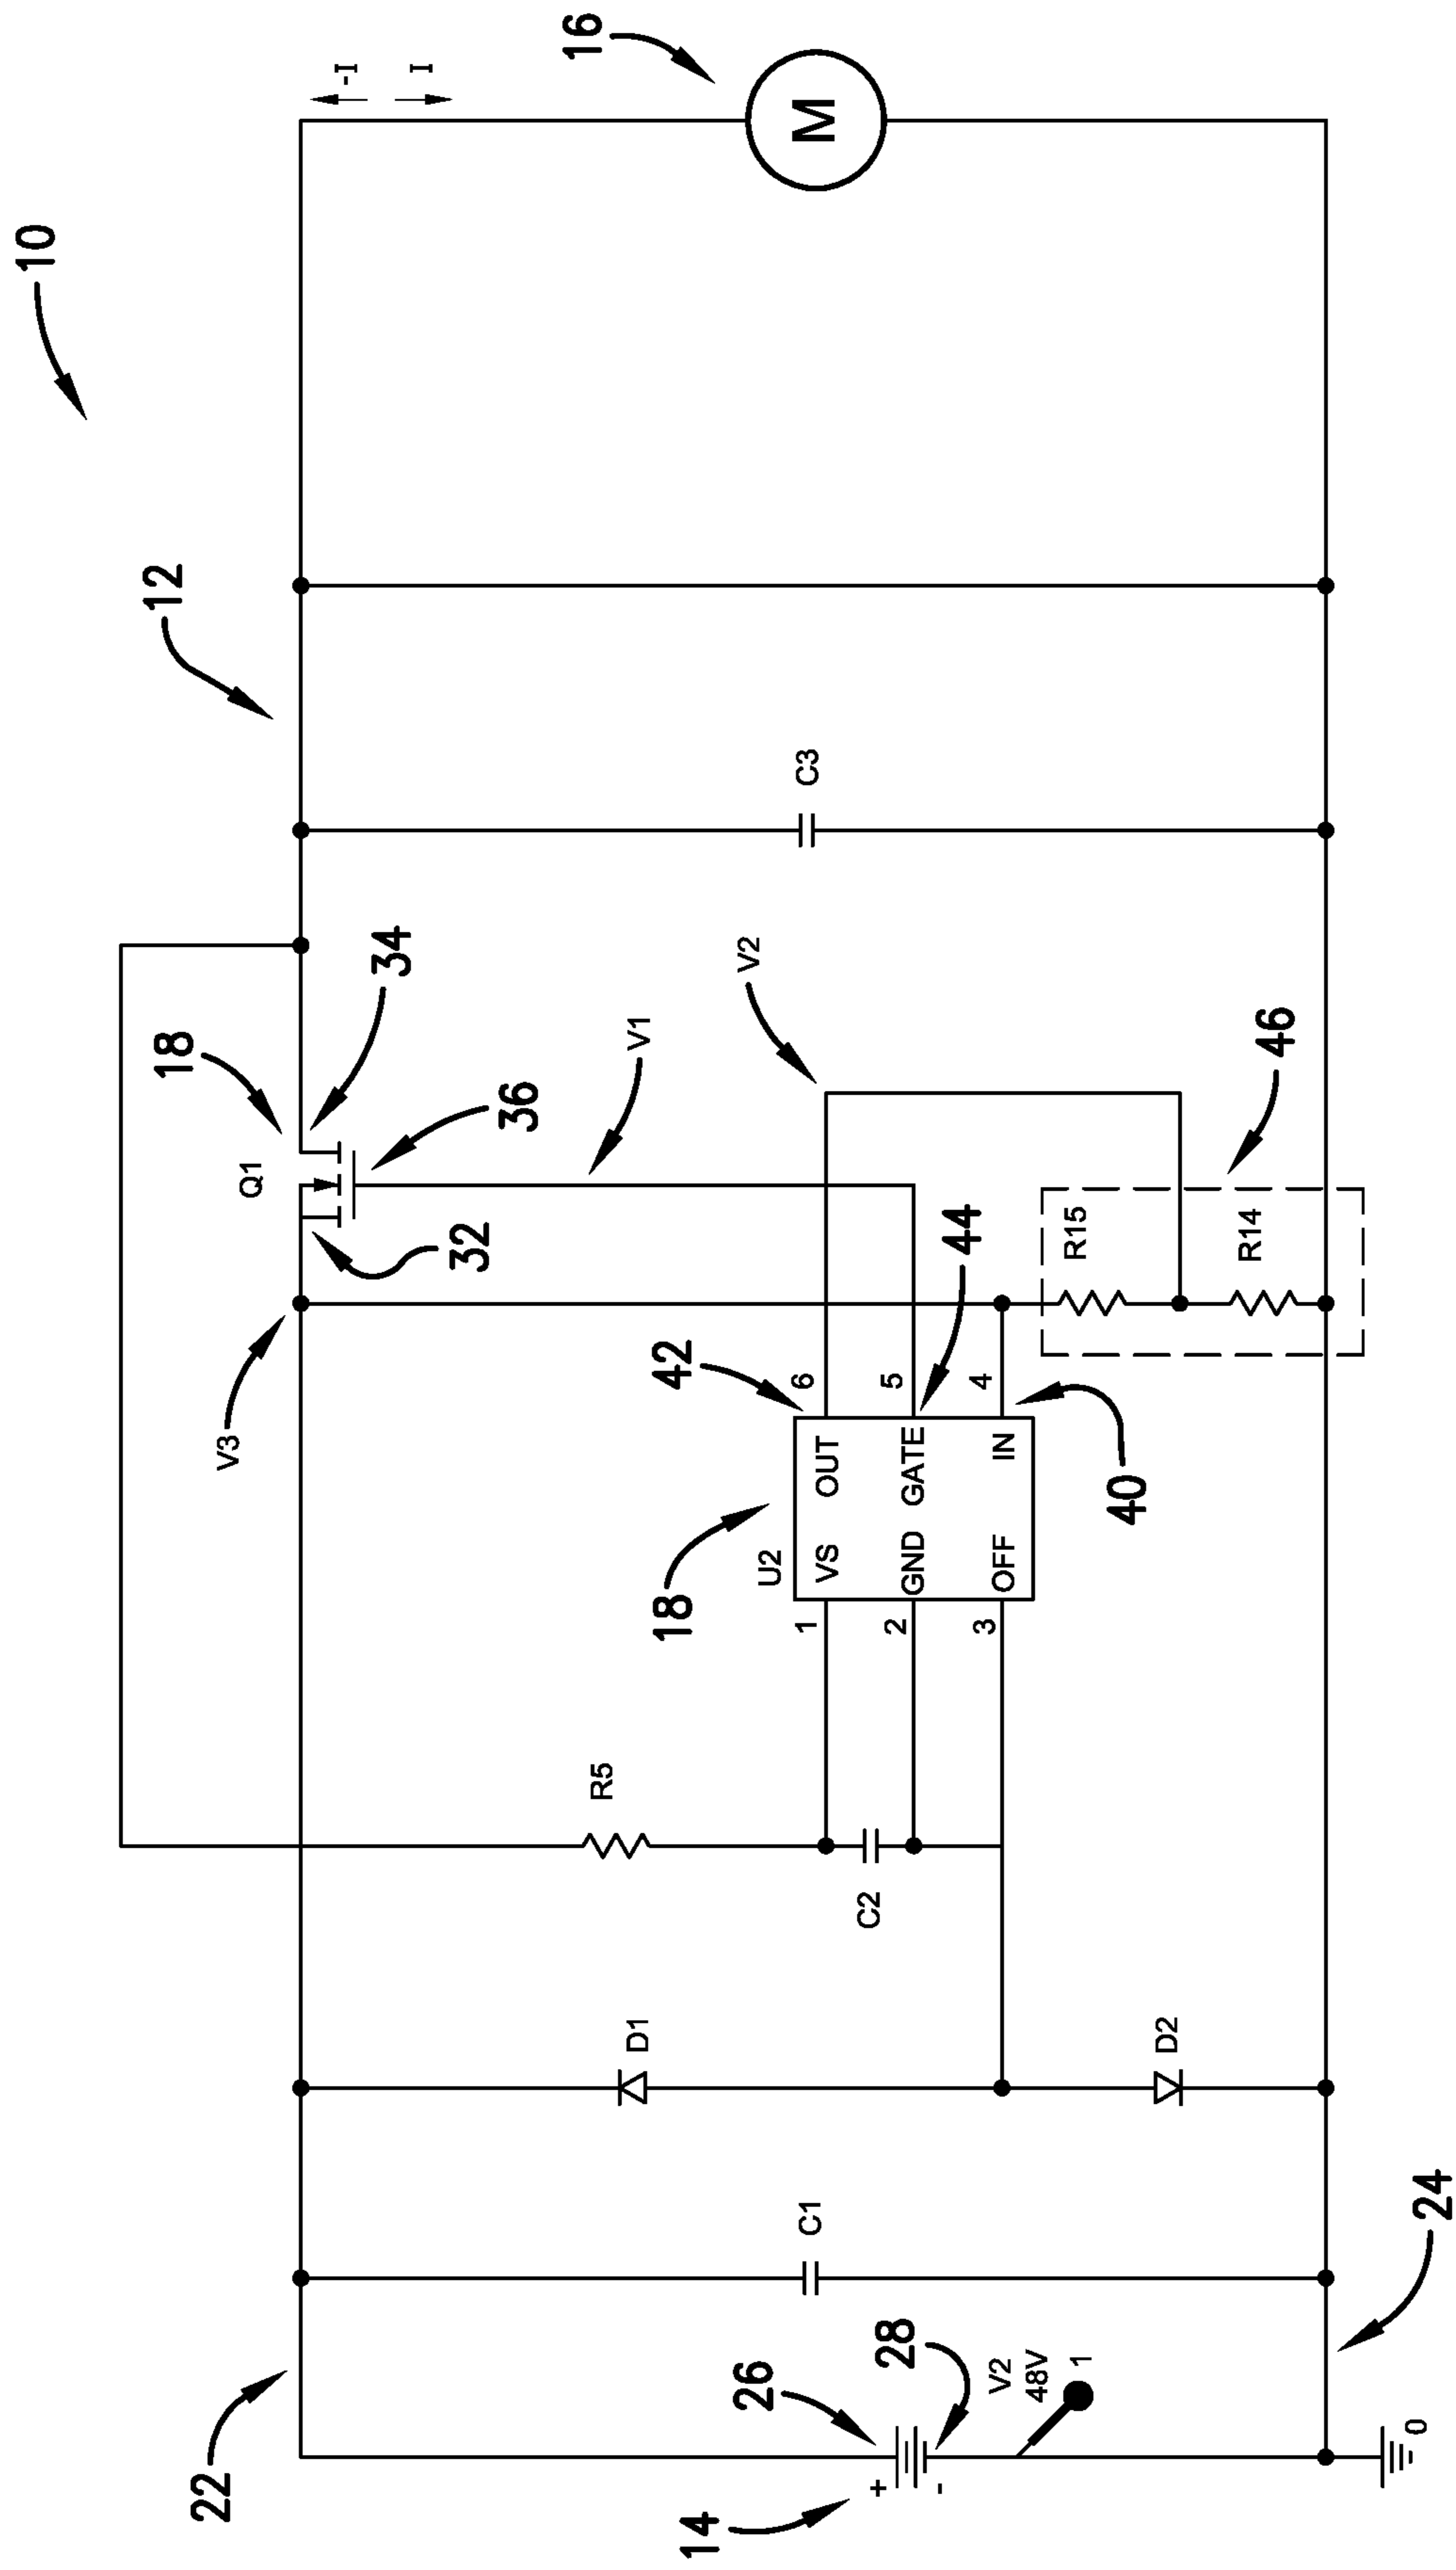 10
-I
I
16
M
12
C3
18
34
Q1
36
32
V1
V2
V3
46
R15
R14
42
44
40
6
5
4
18
U2
OUT
GATE
IN
VS
GND
OFF
1
2
3
R5
C2
D1
D2
C1
22
24
26
28
14
+
-
V2
48V
1
0